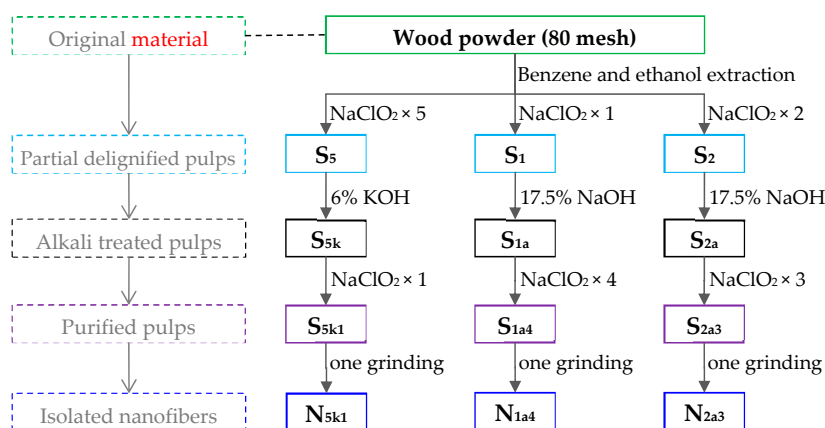 Original material
Wood powder (80 mesh)
Benzene and ethanol extraction
NaClO₂ × 5
NaClO₂ × 1
NaClO₂ × 2
Partial delignified pulps
S₅
S₁
S₂
6% KOH
17.5% NaOH
17.5% NaOH
Alkali treated pulps
S5k
S1a
S2a
NaClO₂ × 1
NaClO₂ × 4
NaClO₂ × 3
Purified pulps
S5k1
S1a4
S2a3
one grinding
one grinding
one grinding
Isolated nanofibers
N5k1
N1a4
N2a3